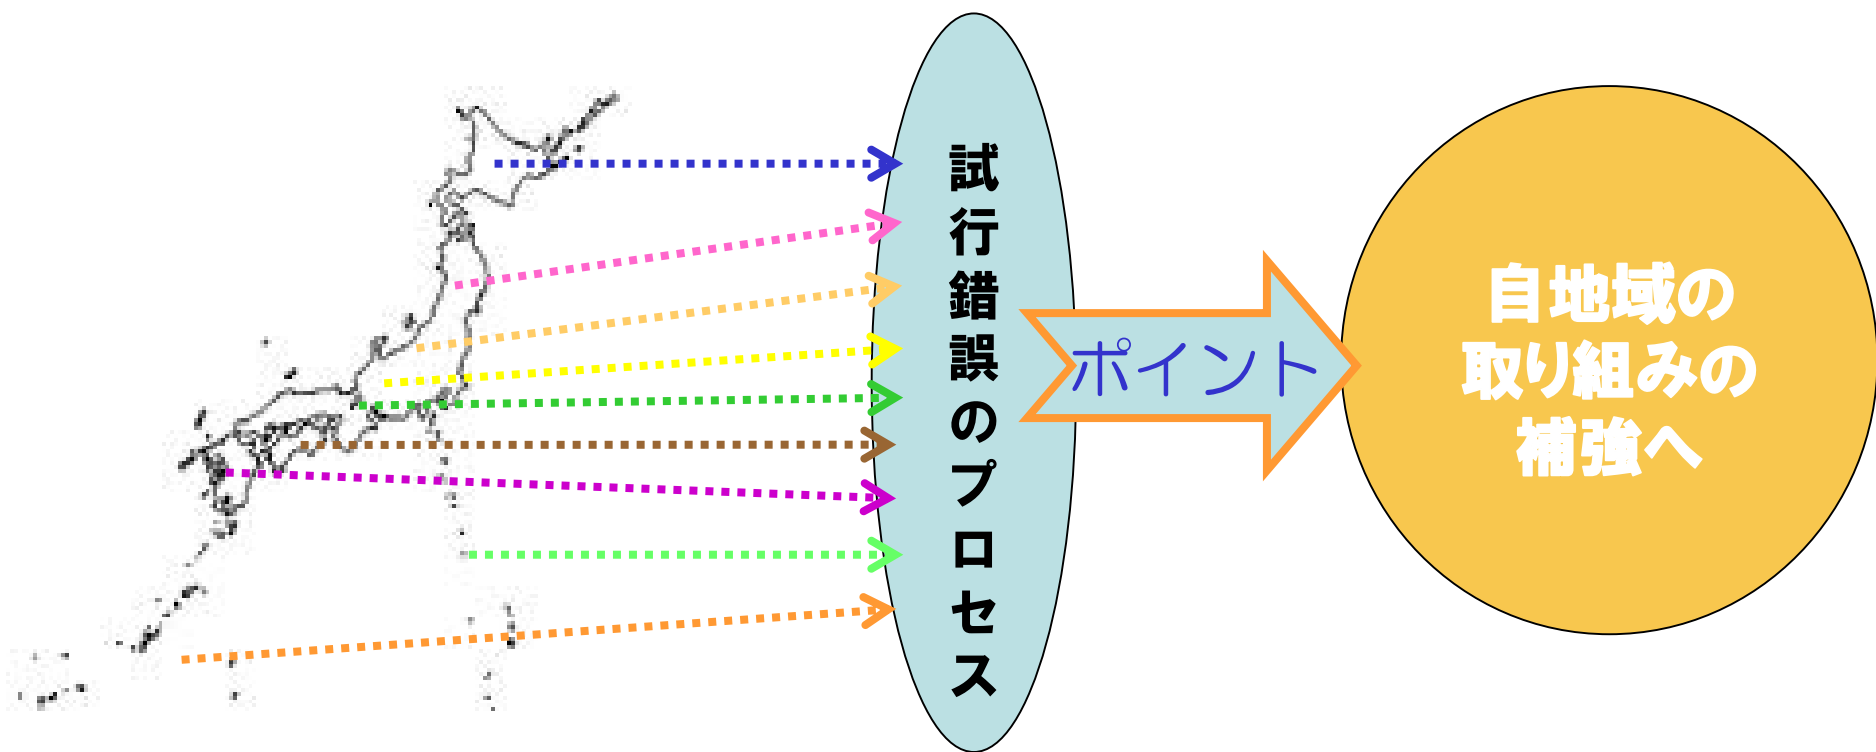 試行錯誤のプロセス
ポイント
自地域の
取り組みの
補強へ